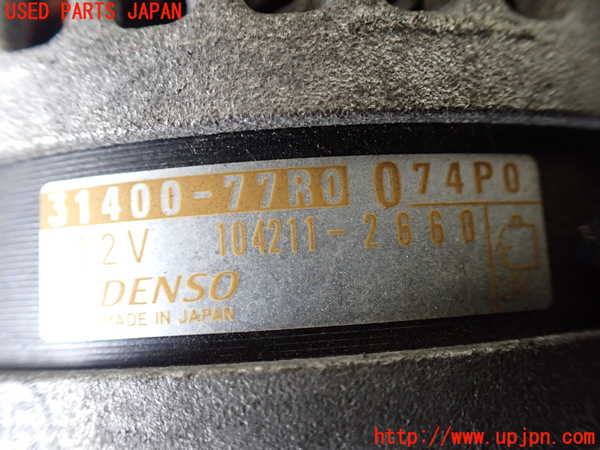 USED PARTS JAPAN
31400-77R0 074P0
12V 104211-2660
DENSO
MADE IN JAPAN
http://www.upjpn.com/